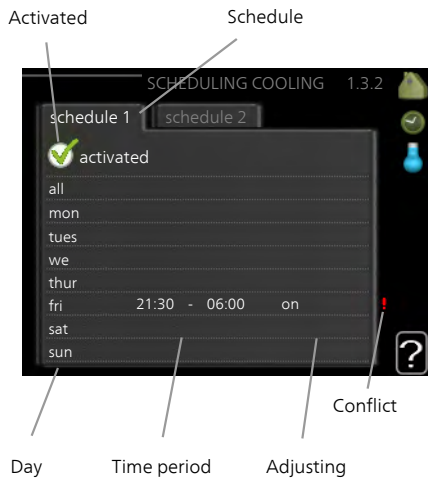 Activated Schedule
SCHEDULING COOLING 1.3.2
schedule 1 schedule 2
activated
all
mon
tues
we
thur
fri 21:30 - 06:00 on !
sat
sun
?
Conflict
Day Time period Adjusting